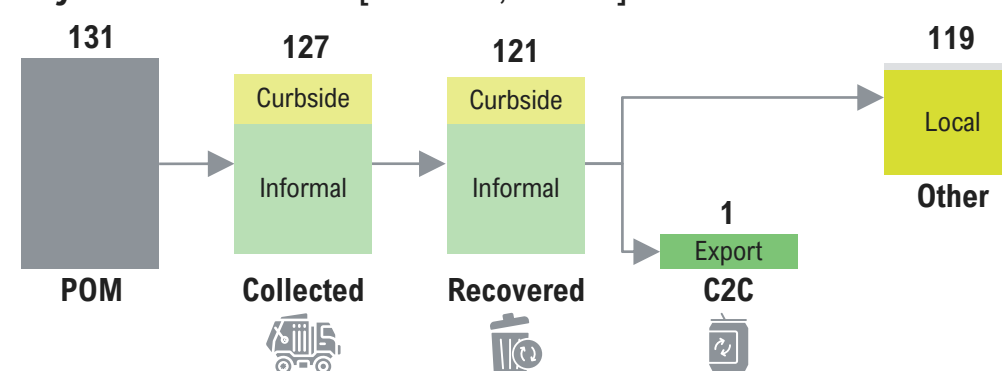 131
127
121
119
Curbside
Curbside
Local
Informal
Informal
Other
1
Export
POM
Collected
Recovered
C2C